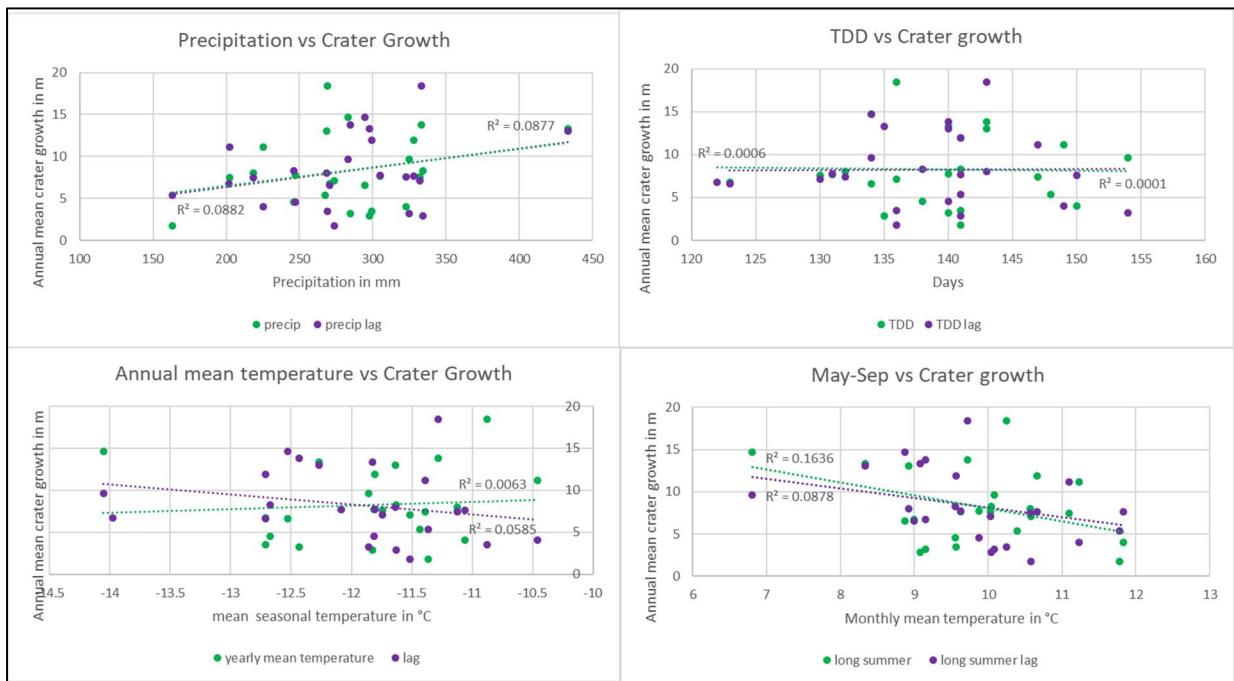 Precipitation vs Crater Growth
Annual mean crater growth in m
20
15
10
5
0
R² = 0.0877
R² = 0.0882
100 150 200 250 300 350 400 450
Precipitation in mm
precip precip lag
TDD vs Crater growth
Annual mean crater growth in m
20
15
10
5
0
R² = 0.0006
R² = 0.0001
120 125 130 135 140 145 150 155 160
Days
TDD TDD lag
Annual mean temperature vs Crater Growth
Annual mean crater growth in m
20
15
10
5
0
R² = 0.0063
R² = 0.0585
-14.5 -14 -13.5 -13 -12.5 -12 -11.5 -11 -10.5 -10
mean seasonal temperature in °C
yearly mean temperature lag
May-Sep vs Crater growth
Annual mean crater growth in m
20
15
10
5
0
R² = 0.1636
R² = 0.0878
6 7 8 9 10 11 12 13
Monthly mean temperature in °C
long summer long summer lag